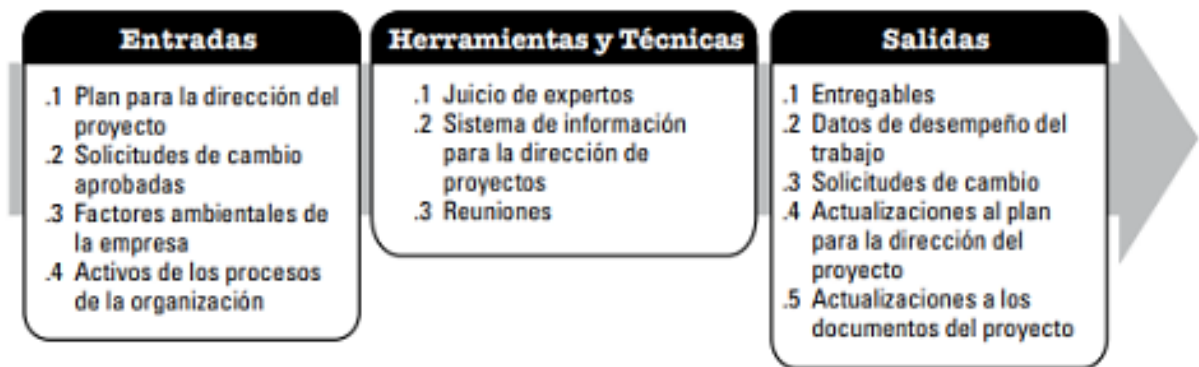 Entradas
.1 Plan para la dirección del
proyecto
.2 Solicitudes de cambio
aprobadas
.3 Factores ambientales de
la empresa
.4 Activos de los procesos
de la organización
Herramientas y Técnicas
.1 Juicio de expertos
.2 Sistema de información
para la dirección de
proyectos
.3 Reuniones
Salidas
.1 Entregables
.2 Datos de desempeño del
trabajo
.3 Solicitudes de cambio
.4 Actualizaciones al plan
para la dirección del
proyecto
.5 Actualizaciones a los
documentos del proyecto